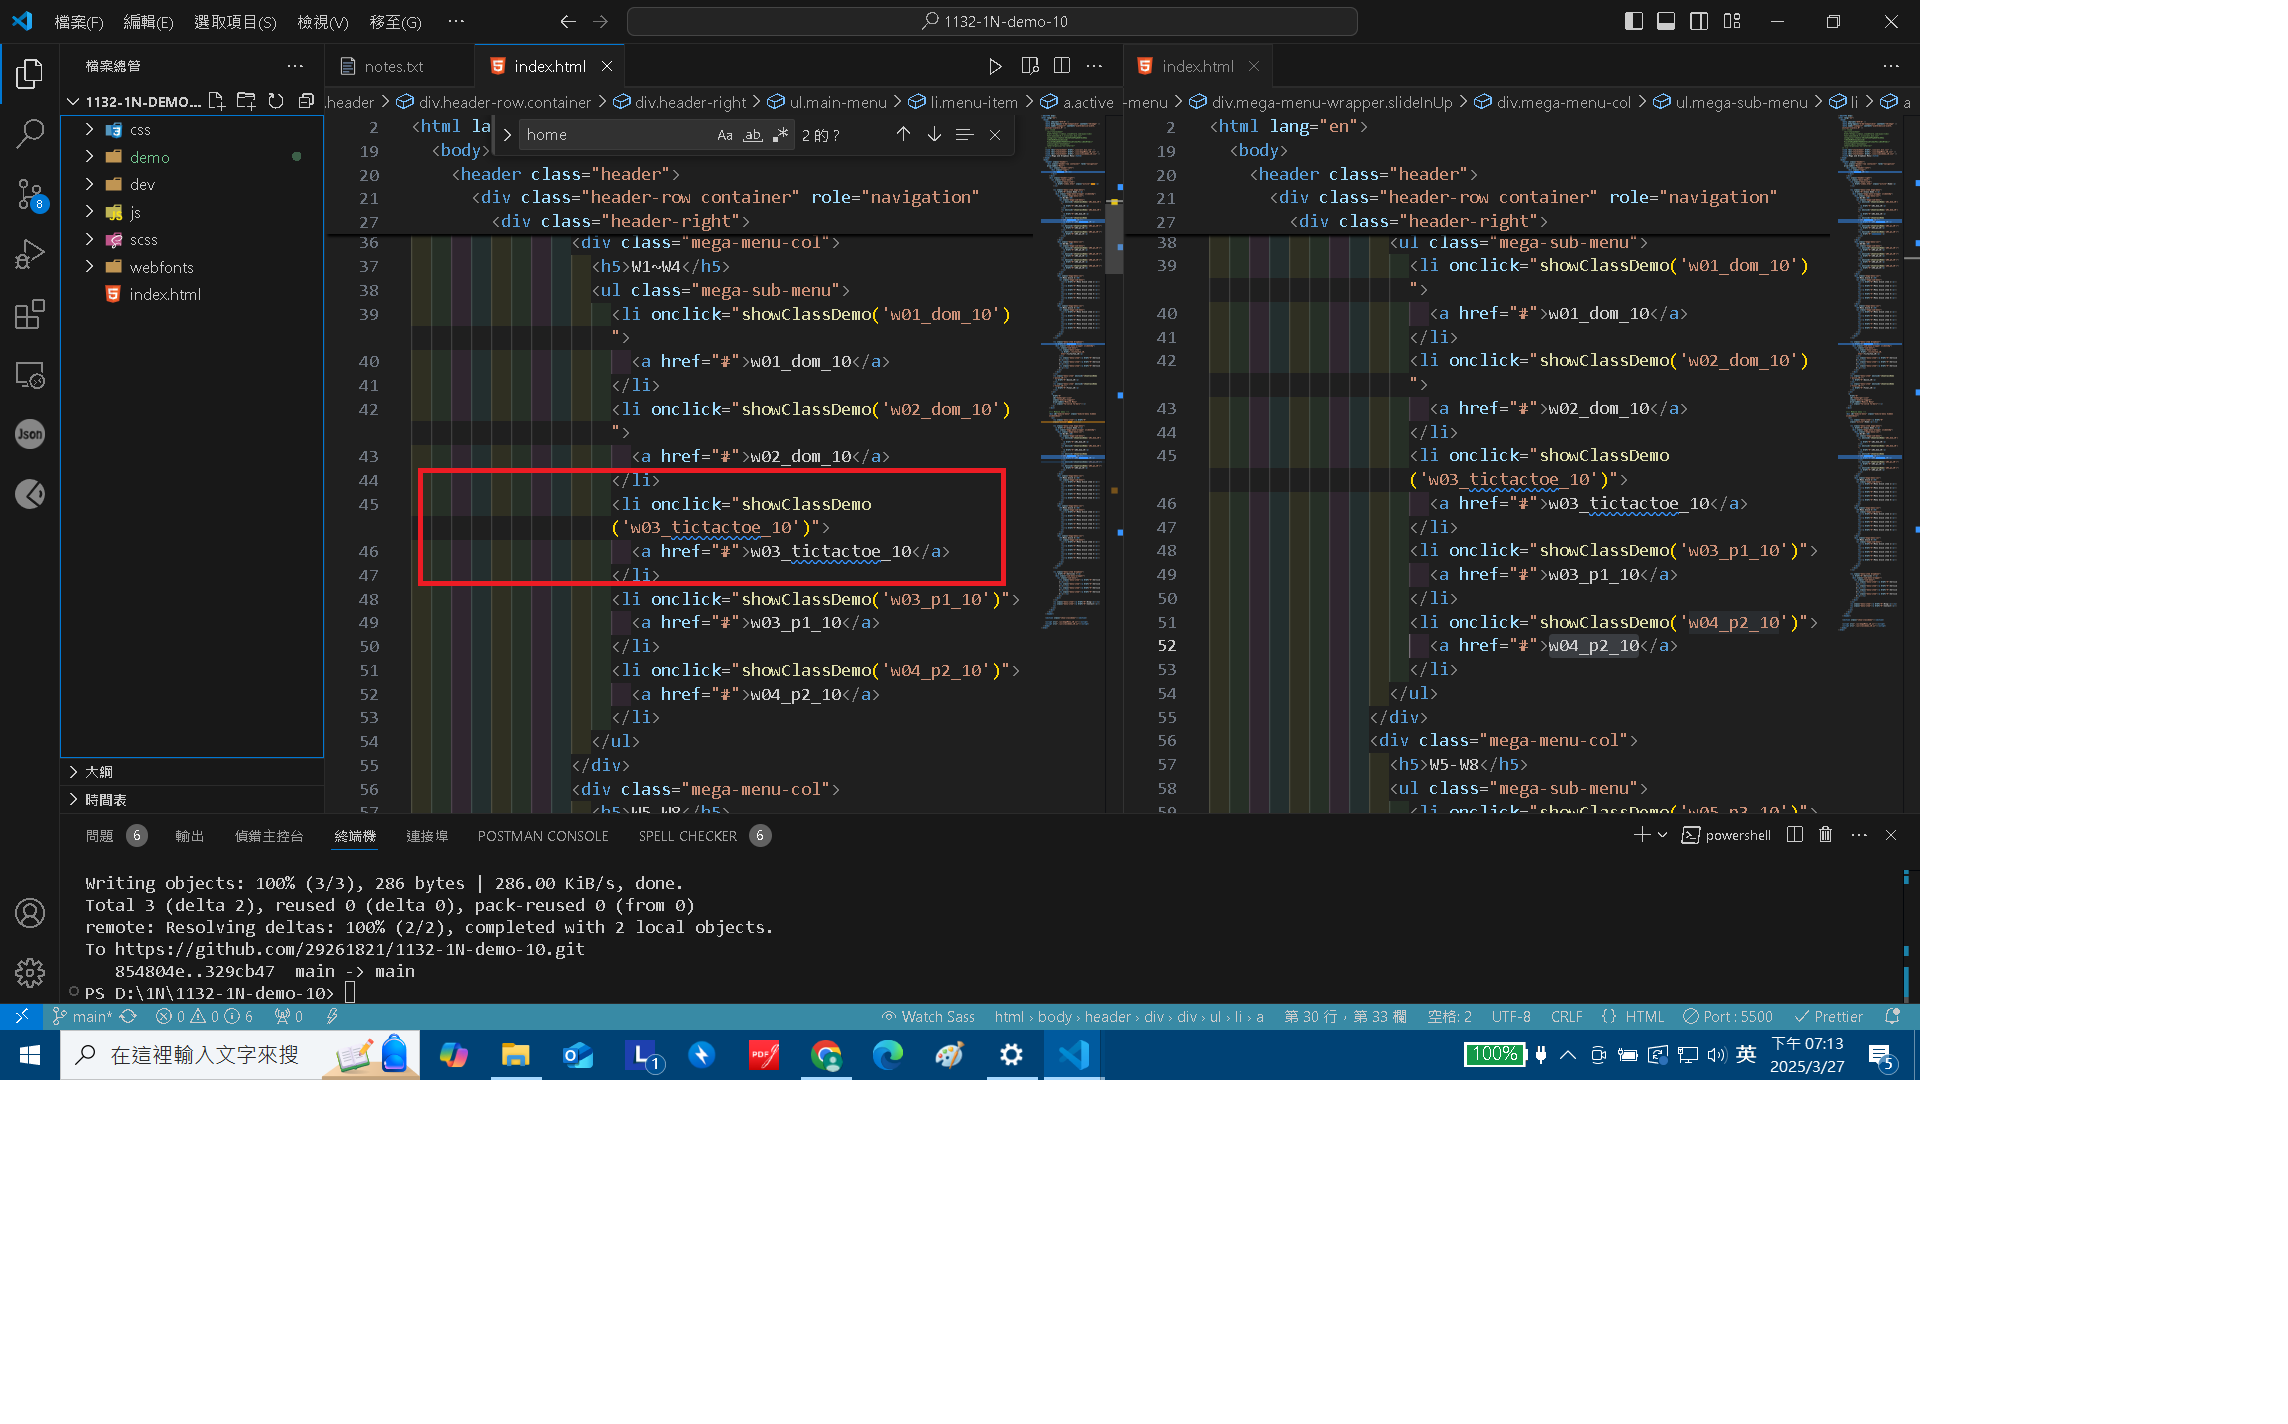 檔案(F) 編輯(E) 選取項目(S) 檢視(V) 移至(G) ··· 1132-1N-demo-10
檔案總管
1132-1N-DEMO...
css
demo
dev
js
scss
webfonts
index.html
大綱
時間表
notes.txt index.html
.header > div.header-row.container > div.header-right > ul.main-menu > li.menu-item > a.active
home Aa ab 2 的 ?
2 <html la
19 <body>
20 <header class="header">
21 <div class="header-row container" role="navigation"
27 <div class="header-right">
36 <div class="mega-menu-col">
37 <h5>W1~W4</h5>
38 <ul class="mega-sub-menu">
39 <li onclick="showClassDemo('w01_dom_10')
">
40 <a href="#">w01_dom_10</a>
41 </li>
42 <li onclick="showClassDemo('w02_dom_10')
">
43 <a href="#">w02_dom_10</a>
44 </li>
45 <li onclick="showClassDemo
('w03_tictactoe_10')">
46 <a href="#">w03_tictactoe_10</a>
47 </li>
48 <li onclick="showClassDemo('w03_p1_10')">
49 <a href="#">w03_p1_10</a>
50 </li>
51 <li onclick="showClassDemo('w04_p2_10')">
52 <a href="#">w04_p2_10</a>
53 </li>
54 </ul>
55 </div>
56 <div class="mega-menu-col">
57 <h5>W5-W8</h5>
index.html
-menu > div.mega-menu-wrapper.slideInUp > div.mega-menu-col > ul.mega-sub-menu > li > a
2 <html lang="en">
19 <body>
20 <header class="header">
21 <div class="header-row container" role="navigation"
27 <div class="header-right">
38 <ul class="mega-sub-menu">
39 <li onclick="showClassDemo('w01_dom_10')
">
40 <a href="#">w01_dom_10</a>
41 </li>
42 <li onclick="showClassDemo('w02_dom_10')
">
43 <a href="#">w02_dom_10</a>
44 </li>
45 <li onclick="showClassDemo
('w03_tictactoe_10')">
46 <a href="#">w03_tictactoe_10</a>
47 </li>
48 <li onclick="showClassDemo('w03_p1_10')">
49 <a href="#">w03_p1_10</a>
50 </li>
51 <li onclick="showClassDemo('w04_p2_10')">
52 <a href="#">w04_p2_10</a>
53 </li>
54 </ul>
55 </div>
56 <div class="mega-menu-col">
57 <h5>W5-W8</h5>
58 <ul class="mega-sub-menu">
59 <li onclick="showClassDemo('w05_p3_10')">
8
Json
問題 6 輸出 偵錯主控台 終端機 連接埠 POSTMAN CONSOLE SPELL CHECKER 6 powershell
Writing objects: 100% (3/3), 286 bytes | 286.00 KiB/s, done.
Total 3 (delta 2), reused 0 (delta 0), pack-reused 0 (from 0)
remote: Resolving deltas: 100% (2/2), completed with 2 local objects.
To https://github.com/29261821/1132-1N-demo-10.git
854804e..329cb47 main -> main
PS D:\1N\1132-1N-demo-10>
main* 0 0 6 0 Watch Sass html › body › header › div › div › ul › li › a 第 30 行，第 33 欄 空格: 2 UTF-8 CRLF {} HTML Port : 5500 Prettier
在這裡輸入文字來搜 L 1 PDF 100% 英 下午 07:13
2025/3/27 5